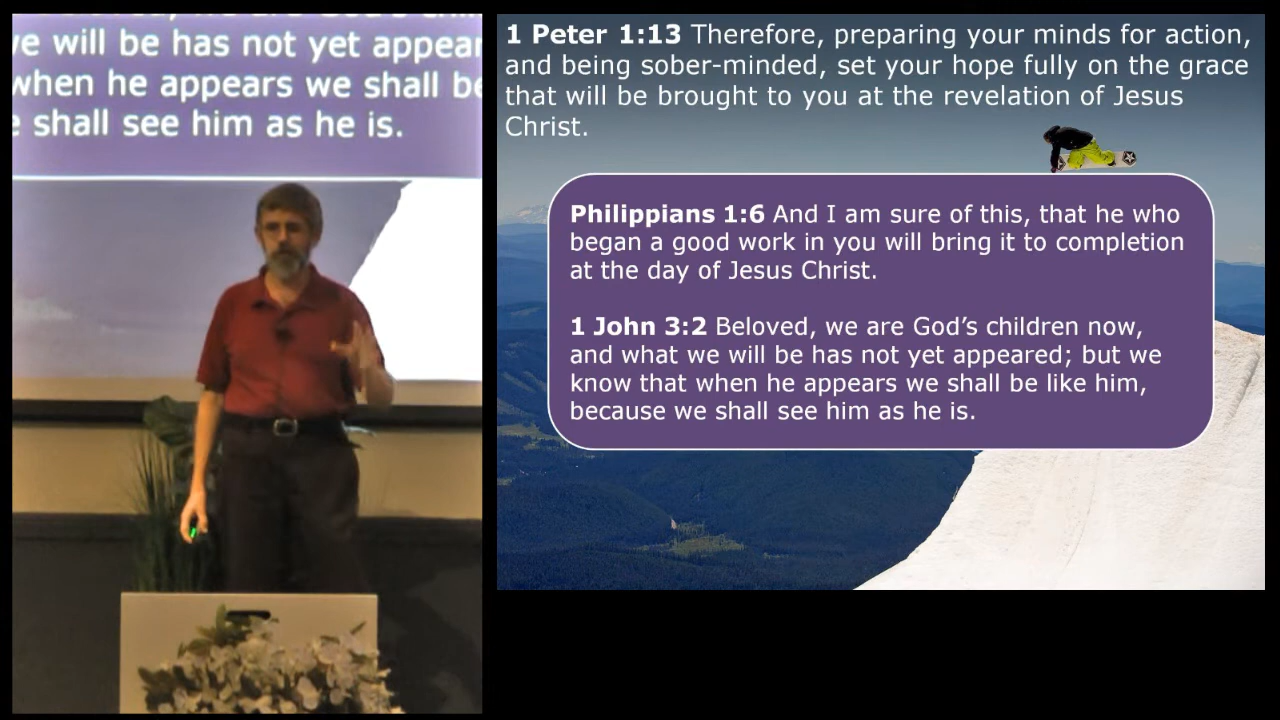 we will be has not yet appear
when he appears we shall be
shall see him as he is.
1 Peter 1:13 Therefore, preparing your minds for action,
and being sober-minded, set your hope fully on the grace
that will be brought to you at the revelation of Jesus
Christ.
Philippians 1:6 And I am sure of this, that he who
began a good work in you will bring it to completion
at the day of Jesus Christ.
1 John 3:2 Beloved, we are God’s children now,
and what we will be has not yet appeared; but we
know that when he appears we shall be like him,
because we shall see him as he is.